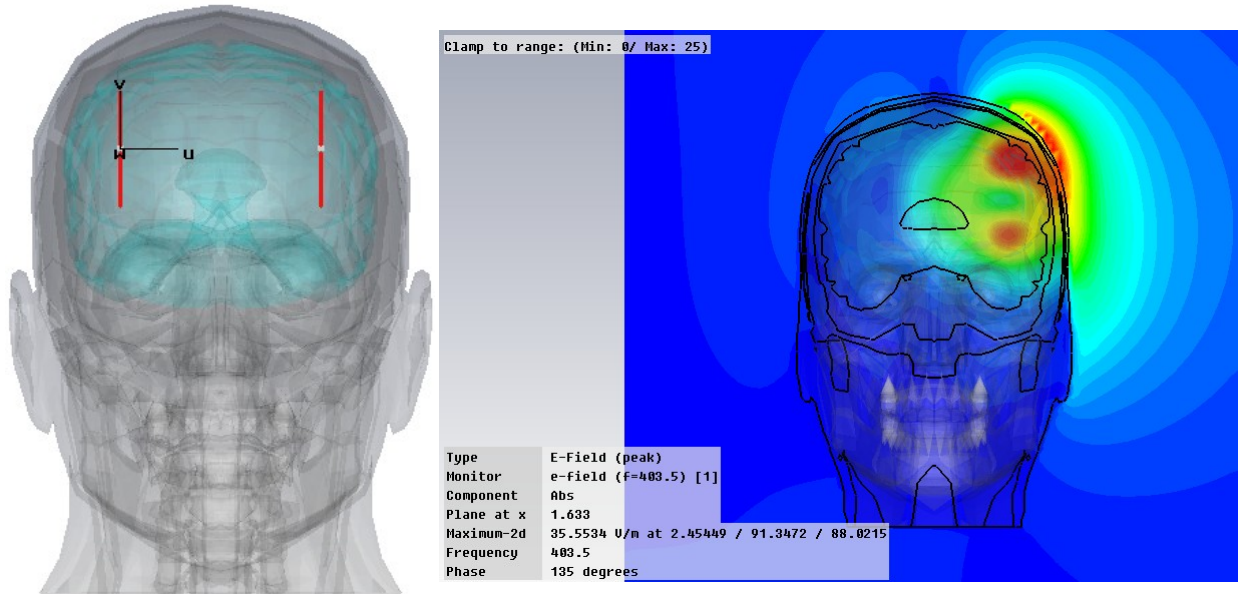 V
W U
Clamp to range: (Min: 0/ Max: 25)
Type E-Field (peak)
Monitor e-field (f=403.5) [1]
Component Abs
Plane at x 1.633
Maximum-2d 35.5534 V/m at 2.45449 / 91.3472 / 88.0215
Frequency 403.5
Phase 135 degrees